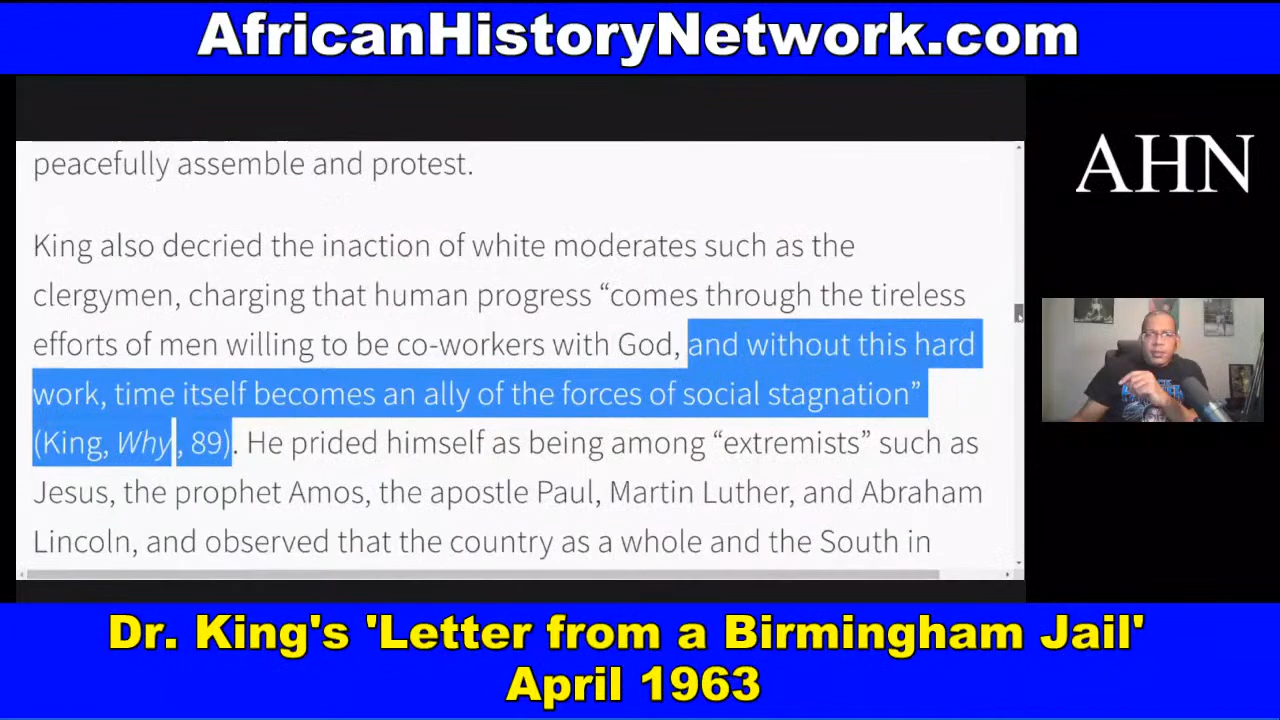 AfricanHistoryNetwork.com
peacefully assemble and protest.
King also decried the inaction of white moderates such as the
clergymen, charging that human progress “comes through the tireless
efforts of men willing to be co-workers with God, and without this hard
work, time itself becomes an ally of the forces of social stagnation”
(King, Why , 89). He prided himself as being among “extremists” such as
Jesus, the prophet Amos, the apostle Paul, Martin Luther, and Abraham
Lincoln, and observed that the country as a whole and the South in
AHN
Dr. King's 'Letter from a Birmingham Jail'
April 1963